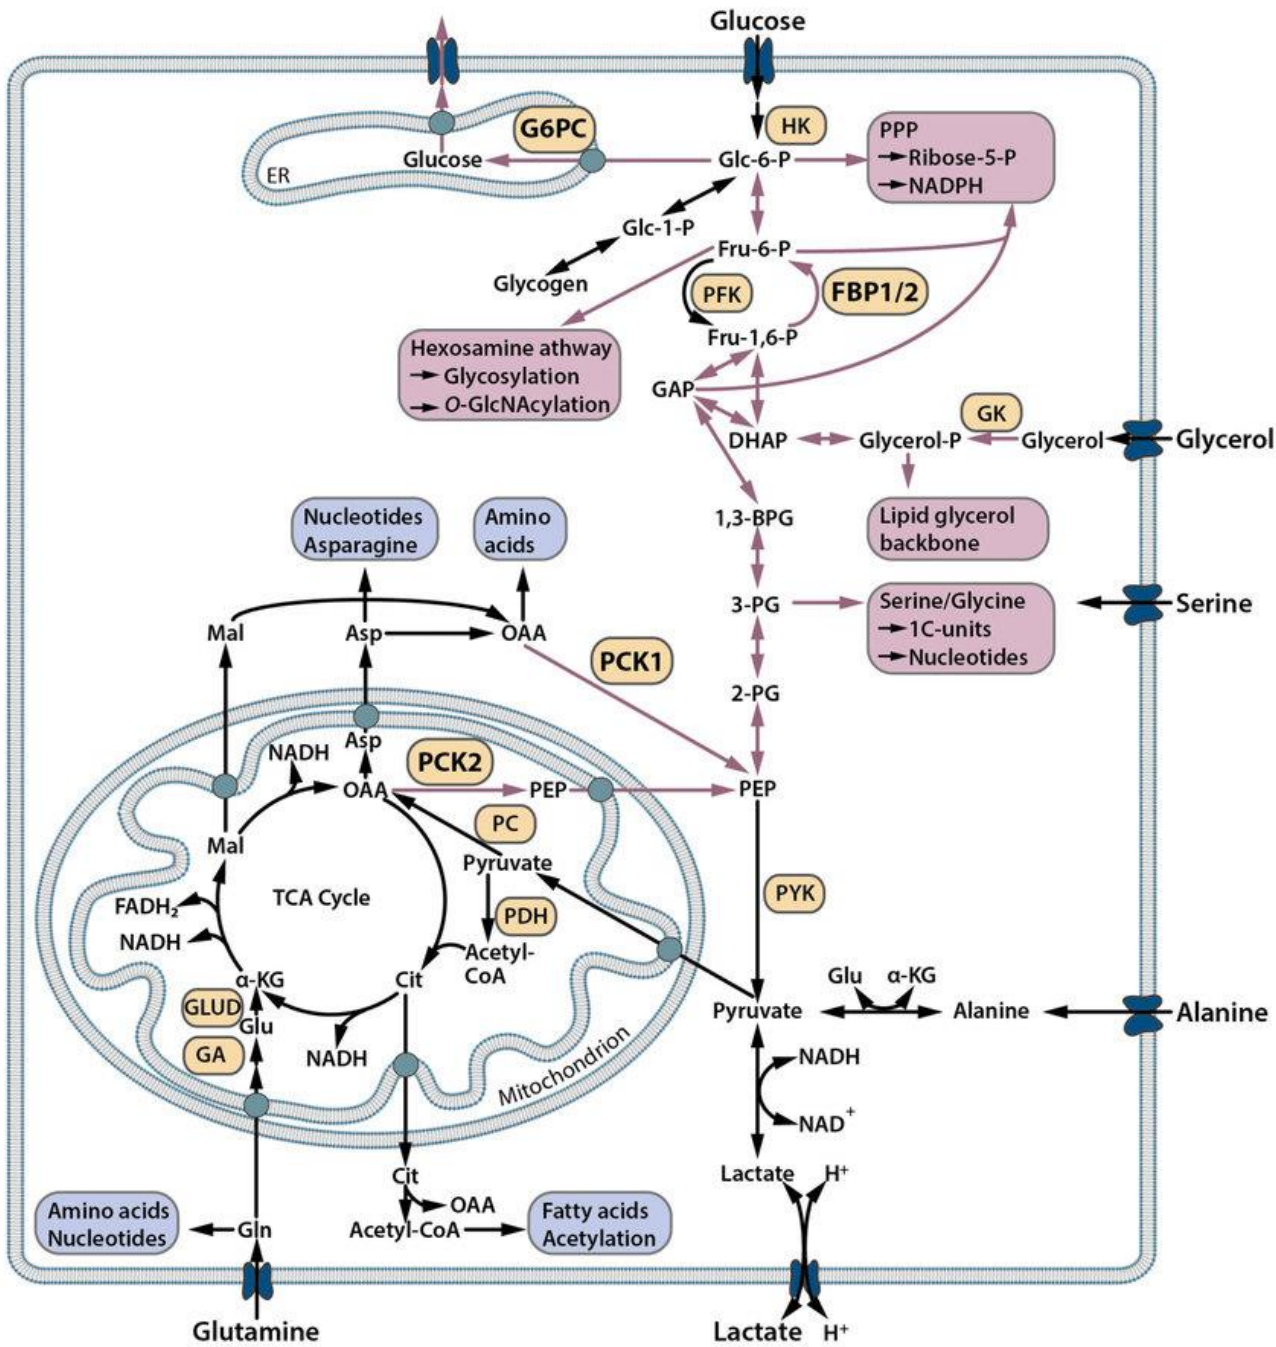 Glucose
G6PC
HK
PPP
Ribose-5-P
NADPH
Glucose
Glc-6-P
ER
Glc-1-P
Fru-6-P
Glycogen
PFK
FBP1/2
Fru-1,6-P
Hexosamine athway
Glycosylation
O-GlcNAcylation
GAP
GK
DHAP
Glycerol-P
Glycerol
Glycerol
1,3-BPG
Lipid glycerol
backbone
Nucleotides
Asparagine
Amino
acids
3-PG
Serine/Glycine
1C-units
Nucleotides
Serine
Mal
Asp
OAA
PCK1
2-PG
Asp
NADH
PCK2
OAA
PEP
PEP
PC
Mal
Pyruvate
TCA Cycle
PYK
FADH₂
PDH
NADH
Acetyl-
CoA
α-KG
Cit
Glu
α-KG
GLUD
Glu
Pyruvate
Alanine
Alanine
GA
NADH
Mitochondrion
NADH
NAD⁺
Cit
Lactate
H⁺
OAA
Amino acids
Nucleotides
Gln
Acetyl-CoA
Fatty acids
Acetylation
Glutamine
Lactate
H⁺